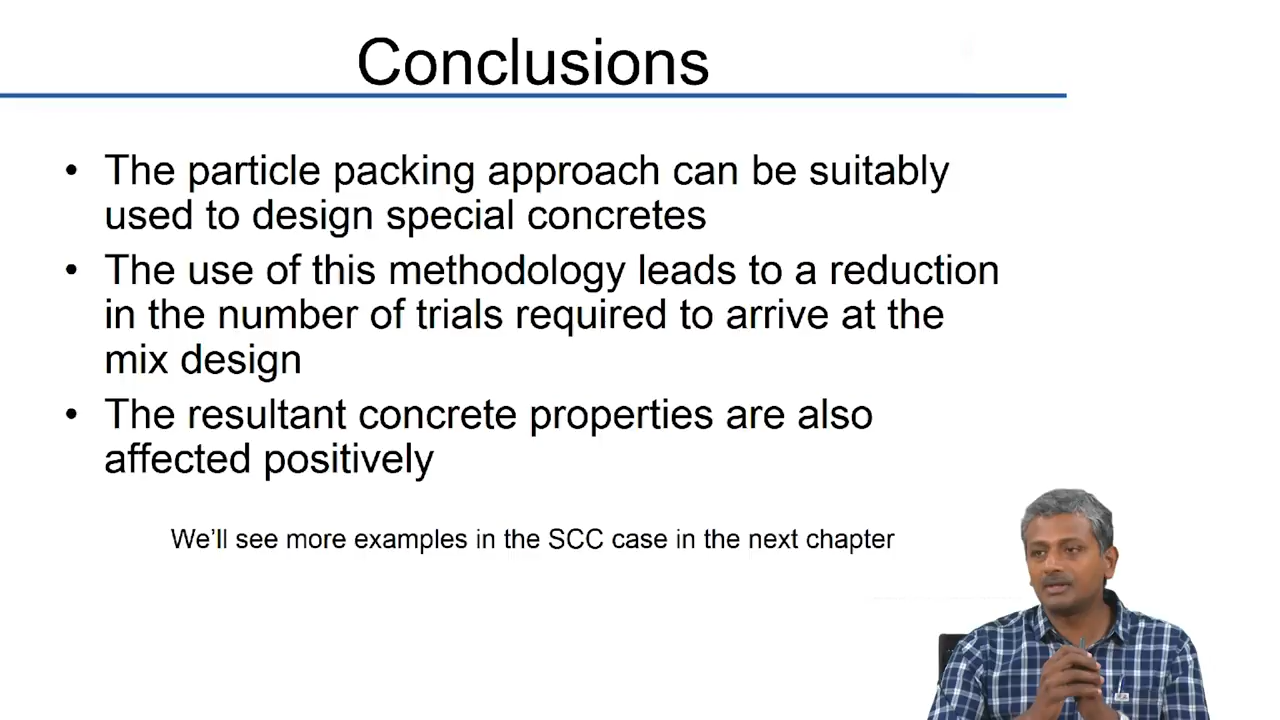 Conclusions
• The particle packing approach can be suitably
used to design special concretes
• The use of this methodology leads to a reduction
in the number of trials required to arrive at the
mix design
• The resultant concrete properties are also
affected positively
We'll see more examples in the SCC case in the next chapter